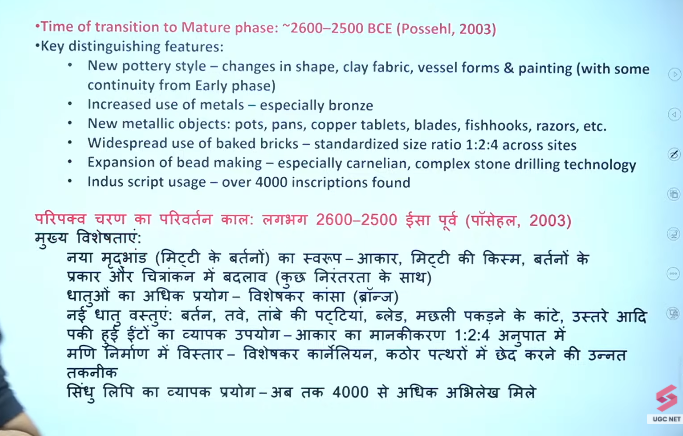 •Time of transition to Mature phase: ~2600–2500 BCE (Possehl, 2003)
•Key distinguishing features:
• New pottery style – changes in shape, clay fabric, vessel forms & painting (with some
continuity from Early phase)
• Increased use of metals – especially bronze
• New metallic objects: pots, pans, copper tablets, blades, fishhooks, razors, etc.
• Widespread use of baked bricks – standardized size ratio 1:2:4 across sites
• Expansion of bead making – especially carnelian, complex stone drilling technology
• Indus script usage – over 4000 inscriptions found
परिपक्व चरण का परिवर्तन काल: लगभग 2600–2500 ईसा पूर्व (पॉसेहल, 2003)
मुख्य विशेषताएं:
नया मृद्भांड (मिट्टी के बर्तनों) का स्वरूप – आकार, मिट्टी की किस्म, बर्तनों के
प्रकार और चित्रांकन में बदलाव (कुछ निरंतरता के साथ)
धातुओं का अधिक प्रयोग – विशेषकर कांसा (ब्रॉन्ज)
नई धातु वस्तुएं: बर्तन, तवे, तांबे की पट्टियां, ब्लेड, मछली पकड़ने के कांटे, उस्तरे आदि
पकी हुई ईंटों का व्यापक उपयोग – आकार का मानकीकरण 1:2:4 अनुपात में
मणि निर्माण में विस्तार – विशेषकर कार्नेलियन, कठोर पत्थरों में छेद करने की उन्नत
तकनीक
सिंधु लिपि का व्यापक प्रयोग – अब तक 4000 से अधिक अभिलेख मिले
UGC NET